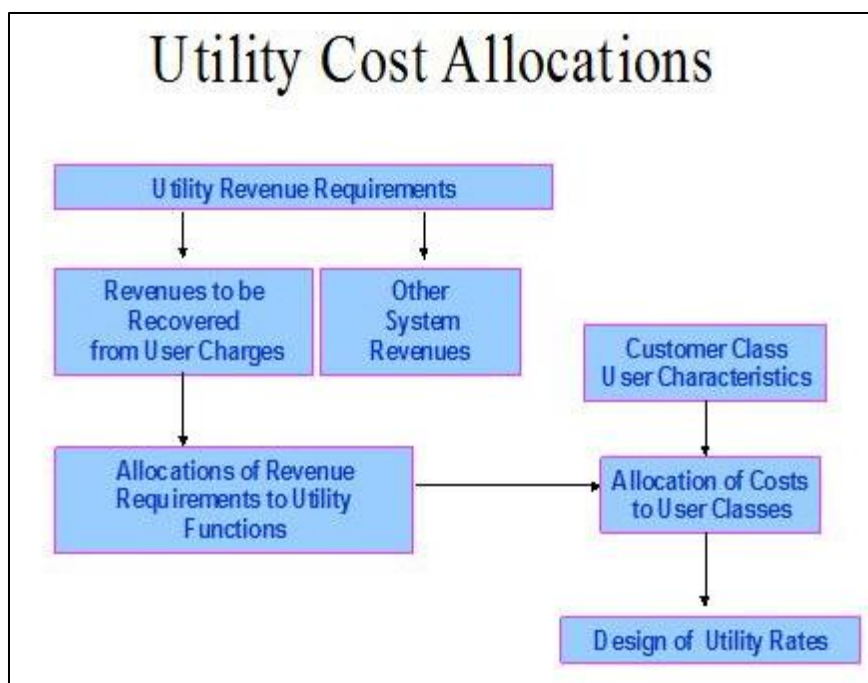 Utility Cost Allocations
Utility Revenue Requirements
Revenues to be
Recovered
from User Charges
Other
System
Revenues
Customer Class
User Characteristics
Allocations of Revenue
Requirements to Utility
Functions
Allocation of Costs
to User Classes
Design of Utility Rates